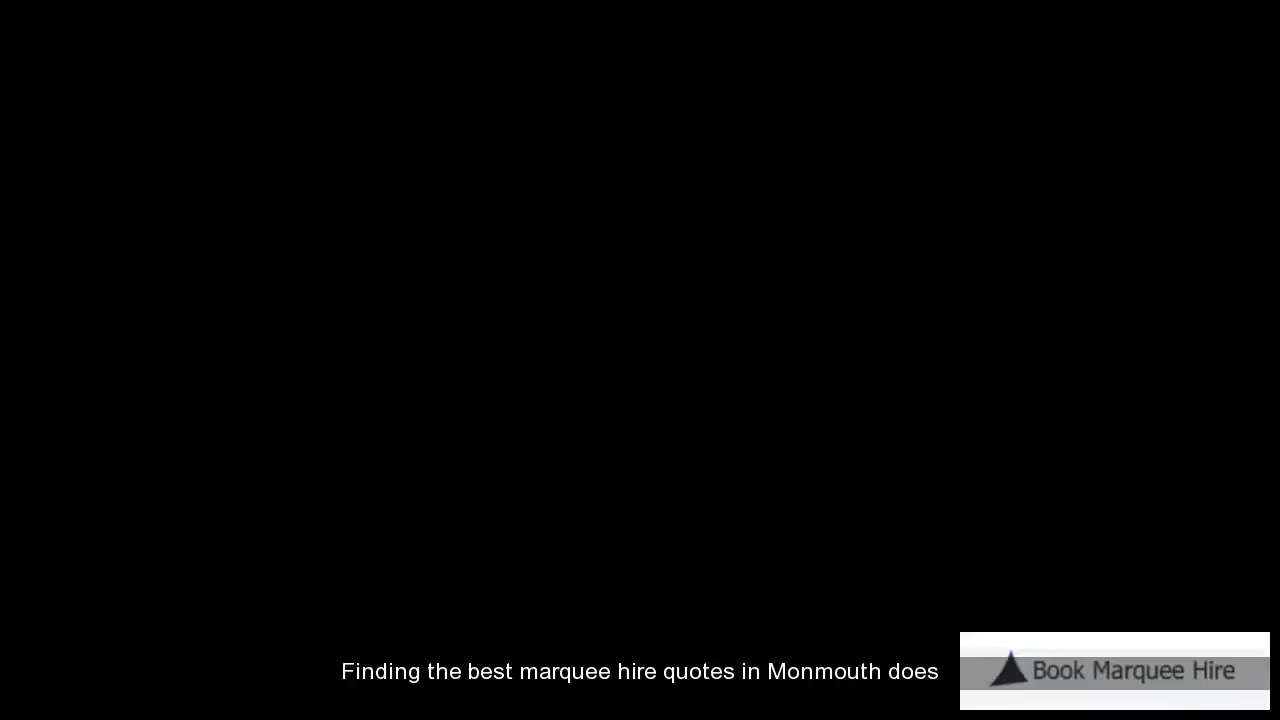 Finding the best marquee hire quotes in Monmouth does
Book Marquee Hire